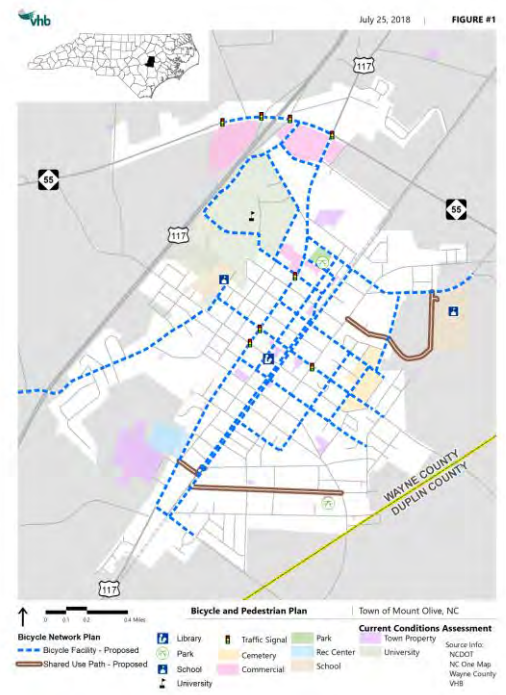 vhb
July 25, 2018 | FIGURE #1
117
55
55
117
WAYNE COUNTY
DUPLIN COUNTY
117
0 0.1 0.2 0.4 Miles
Bicycle and Pedestrian Plan | Town of Mount Olive, NC
Bicycle Network Plan
Bicycle Facility - Proposed
Shared Use Path - Proposed
Library
Park
School
University
Traffic Signal
Cemetery
Commercial
Park
Rec Center
School
Current Conditions Assessment
Town Property
University
Source Info:
NCDOT
NC One Map
Wayne County
VHB